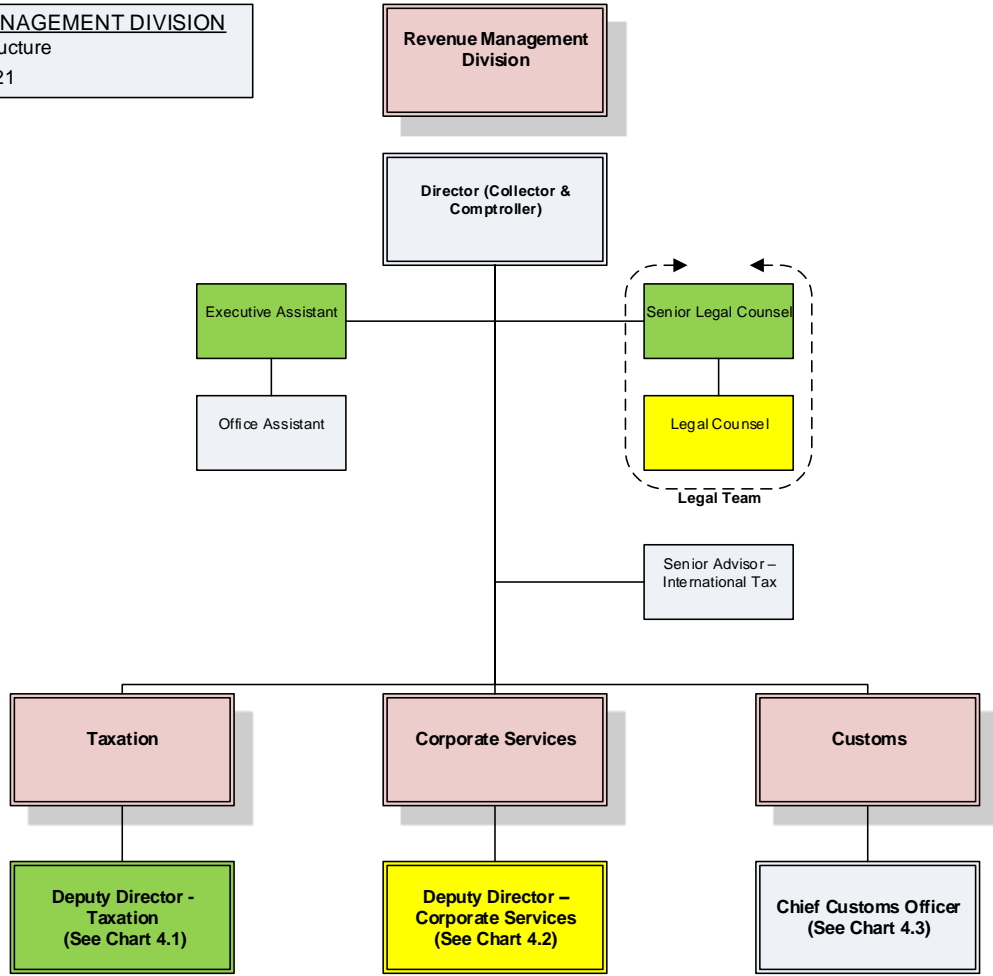 NAGEMENT DIVISION
ucture
21
Revenue Management
Division
Director (Collector &
Comptroller)
Executive Assistant
Senior Legal Counsel
Office Assistant
Legal Counsel
Legal Team
Senior Advisor –
International Tax
Taxation
Corporate Services
Customs
Deputy Director -
Taxation
(See Chart 4.1)
Deputy Director –
Corporate Services
(See Chart 4.2)
Chief Customs Officer
(See Chart 4.3)